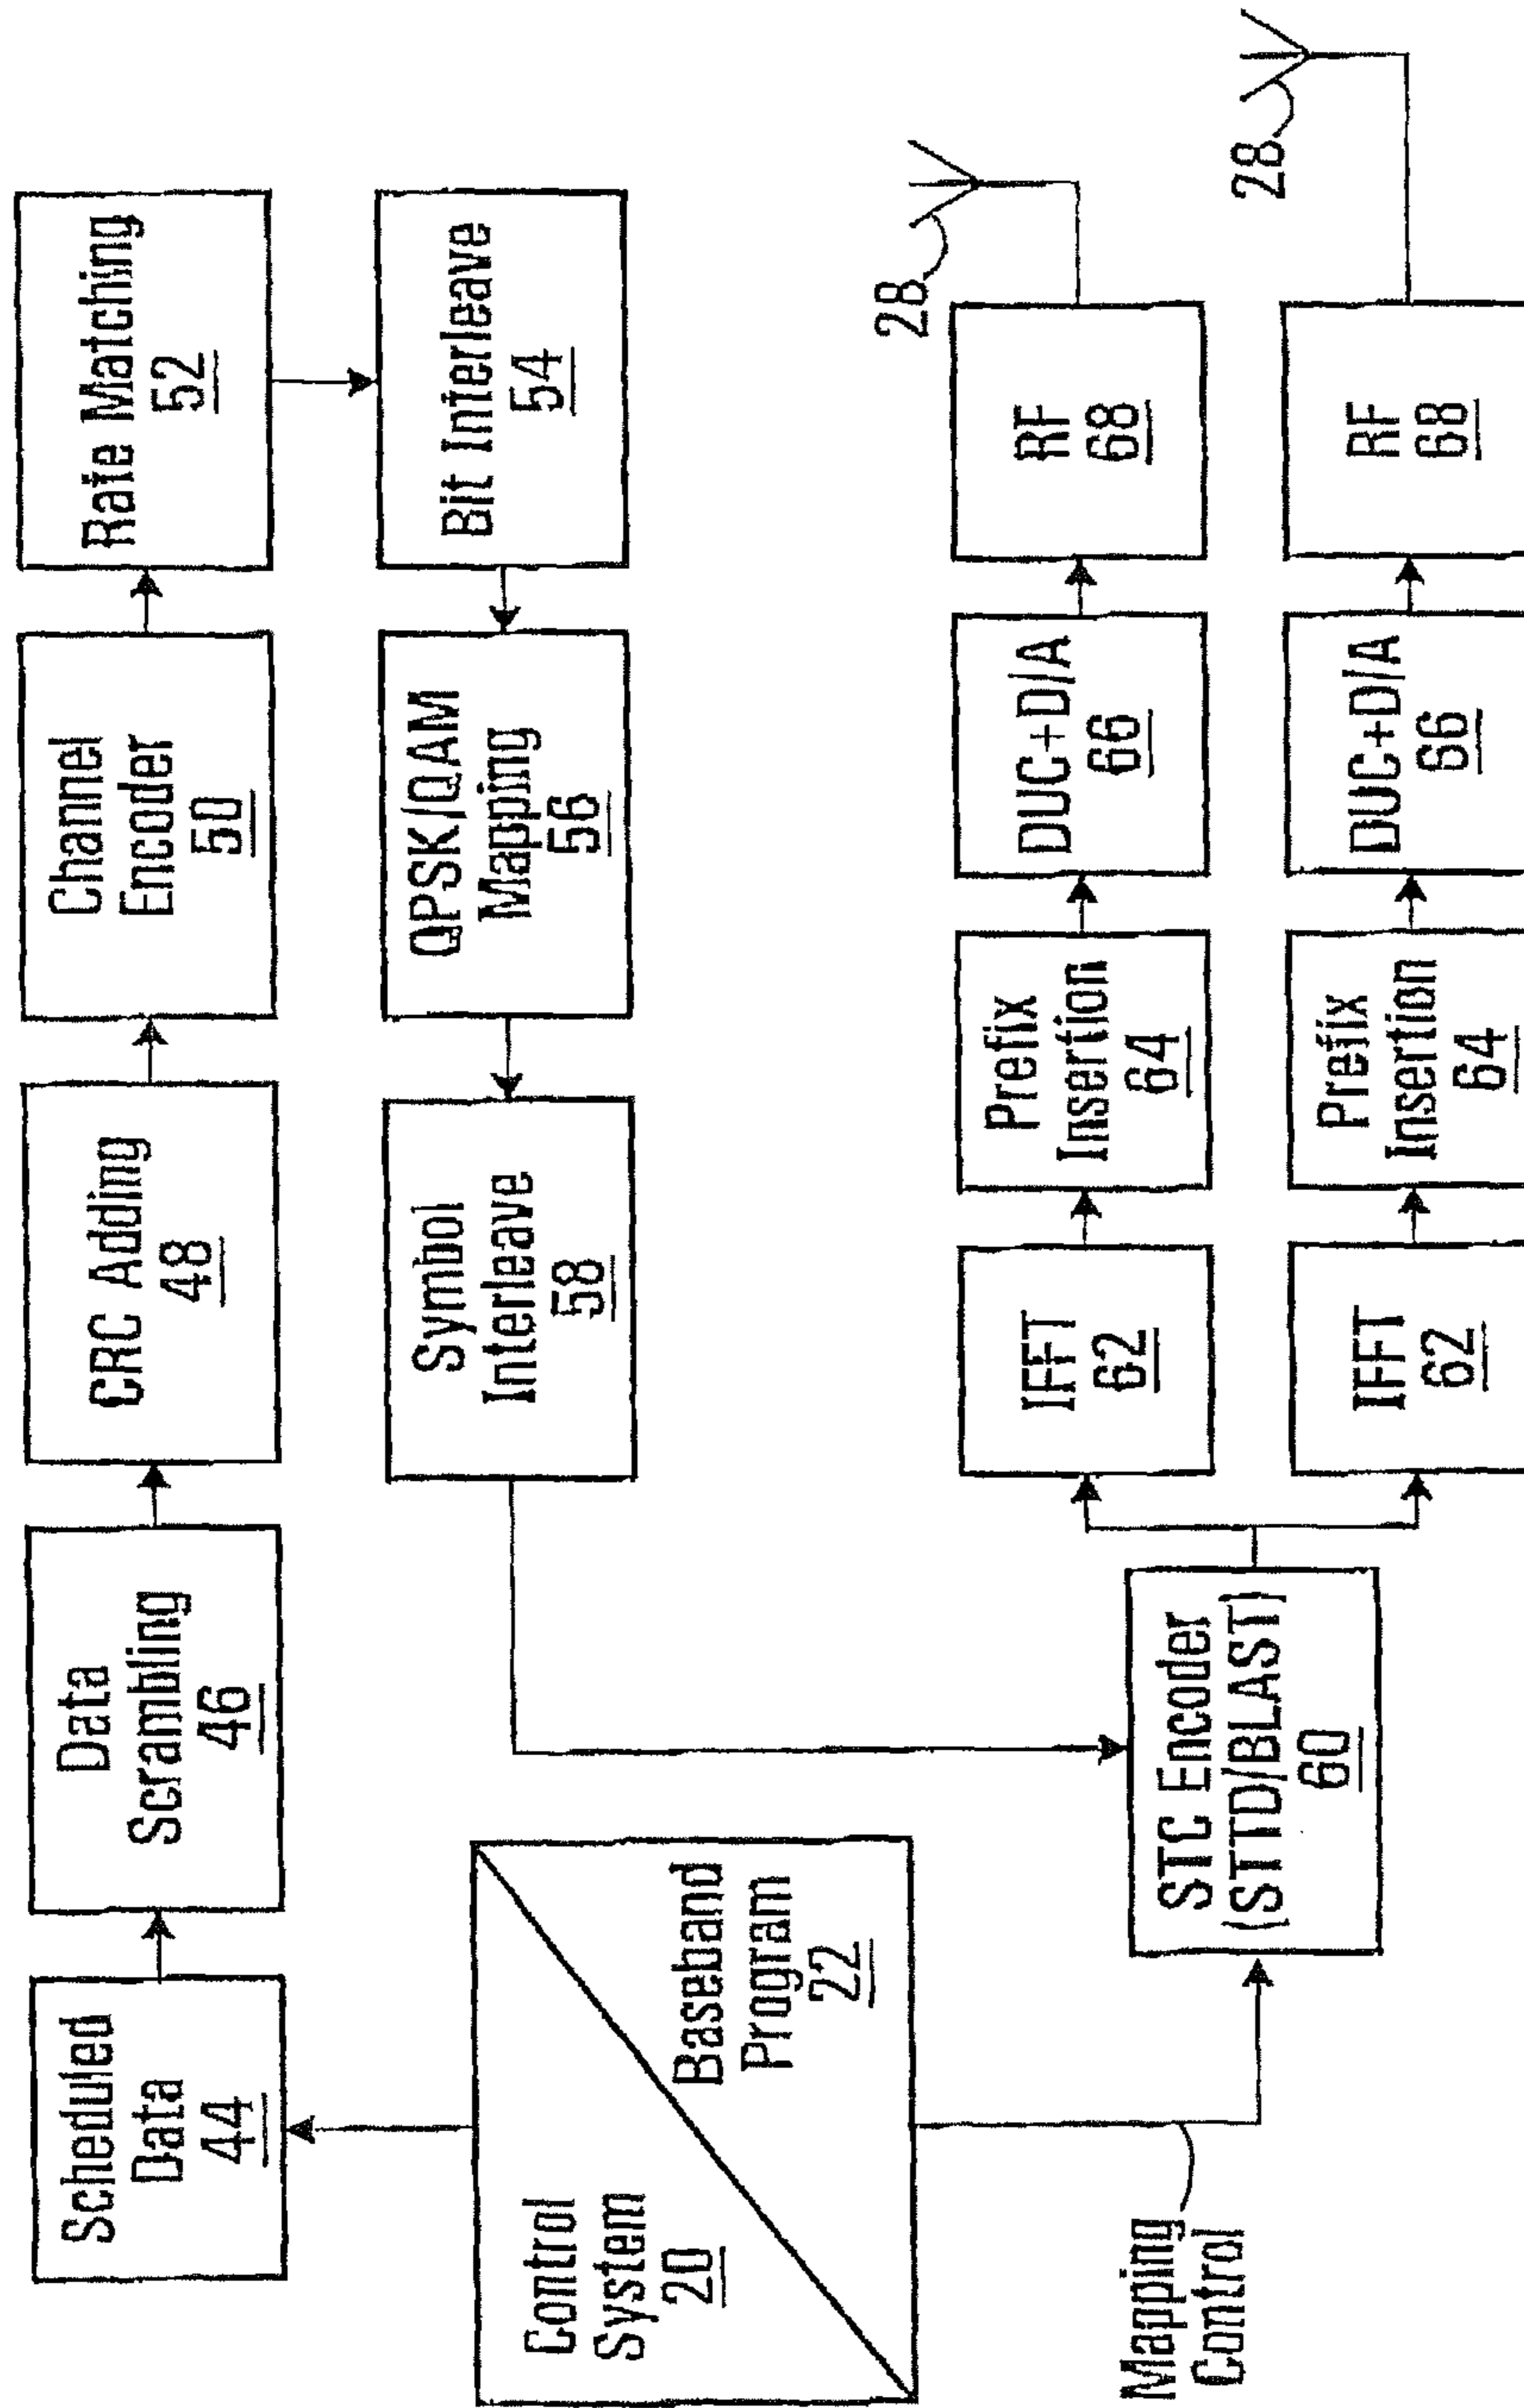 Scheduled
Data
44
Data
Scrambling
46
CRC Adding
48
Channel
Encoder
50
Rate Matching
52
Bit Interleave
54
QPSK/QAM
Mapping
56
Symbol
Interleave
58
Control
System
20
Baseband
Program
22
Mapping
Control
STC Encoder
(STTD/BLAST)
60
IFFT
62
Prefix
Insertion
64
DUC+D/A
66
RF
68
28
IFFT
62
Prefix
Insertion
64
DUC+D/A
66
RF
68
28